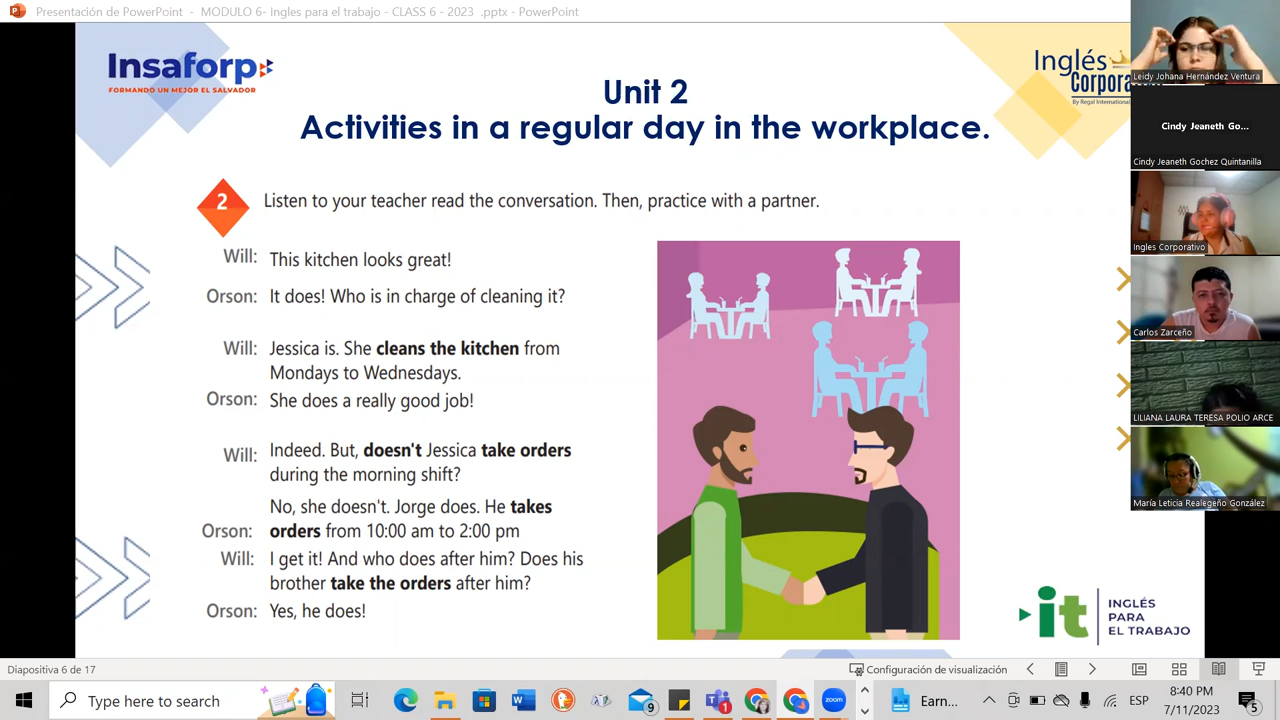 Presentación de PowerPoint - MODULO 6- Ingles para el trabajo - CLASS 6 - 2023 .pptx - PowerPoint
Insaforp
FORMANDO UN MEJOR EL SALVADOR
Inglés
Corpora
By Regal International
Unit 2
Activities in a regular day in the workplace.
2
Listen to your teacher read the conversation. Then, practice with a partner.
Will: This kitchen looks great!
Orson: It does! Who is in charge of cleaning it?
Will: Jessica is. She cleans the kitchen from
Mondays to Wednesdays.
Orson: She does a really good job!
Will: Indeed. But, doesn't Jessica take orders
during the morning shift?
No, she doesn't. Jorge does. He takes
Orson: orders from 10:00 am to 2:00 pm
Will: I get it! And who does after him? Does his
brother take the orders after him?
Orson: Yes, he does!
it
INGLÉS
PARA
EL TRABAJO
Leidy Johana Hernández Ventura
Cindy Jeaneth Go...
Cindy Jeaneth Gochez Quintanilla
Ingles Corporativo
Carlos Zarceño
LILIANA LAURA TERESA POLIO ARCE
María Leticia Realegeño González
Diapositiva 6 de 17
Configuración de visualización
Type here to search
9
1
zoom
Earn...
ESP
8:40 PM
7/11/2023
5